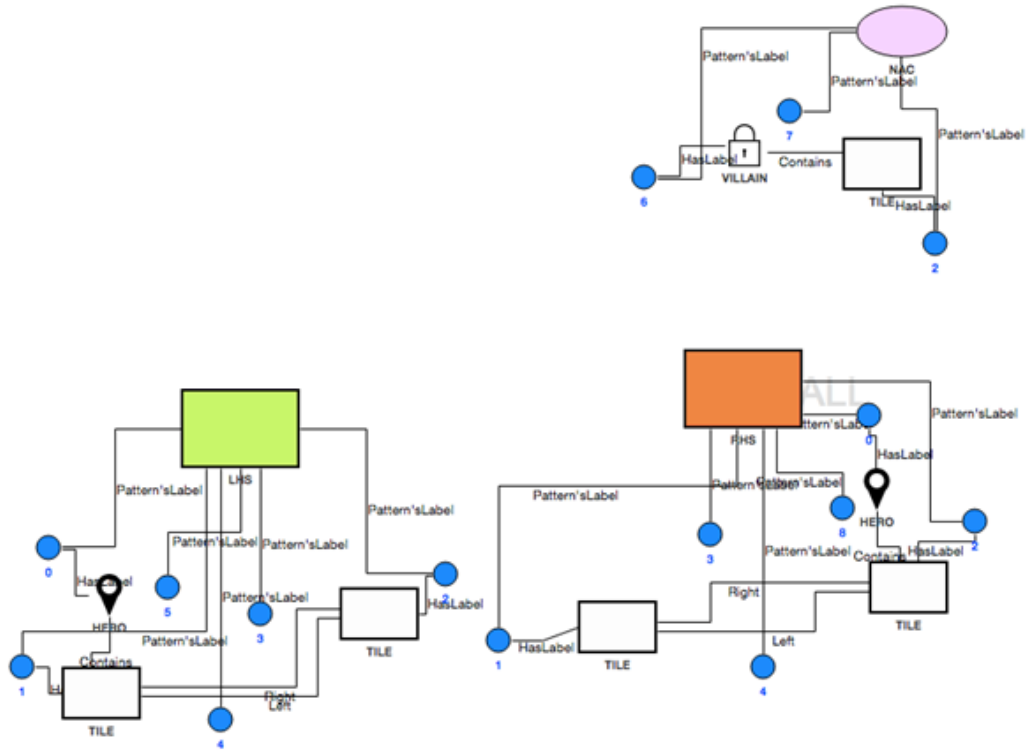 Pattern'sLabel
NAC
Pattern'sLabel
7
Pattern'sLabel
HasLabel
Contains
VILLAIN
6
TILE
HasLabel
2
ALL
LHS
Pattern'sLabel
Pattern'sLabel
Pattern'sLabel
Pattern'sLabel
0
HasLabel
5
Pattern'sLabel
3
2
HasLabel
HERO
Pattern'sLabel
TILE
Contains
1
Right
Left
TILE
4
RHS
Pattern'sLabel
0
HasLabel
Pattern'sLabel
Pattern'sLabel
Pattern'sLabel
HERO
8
3
Pattern'sLabel
Contains
HasLabel
2
Right
TILE
Left
1
HasLabel
TILE
4